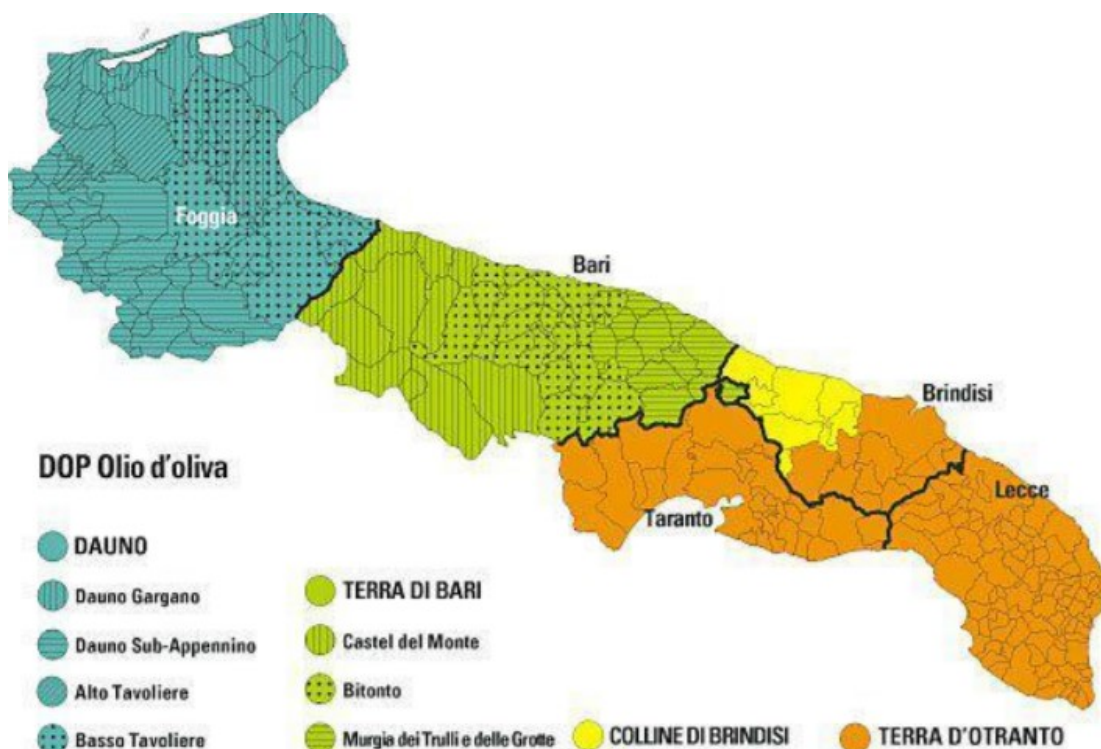 Foggia
Bari
Brindisi
Lecce
Taranto
DOP Olio d'oliva
DAUNO
Dauno Gargano
Dauno Sub-Appennino
Alto Tavoliere
Basso Tavoliere
TERRA DI BARI
Castel del Monte
Bitonto
Murgia dei Trulli e delle Grotte
COLLINE DI BRINDISI
TERRA D'OTRANTO